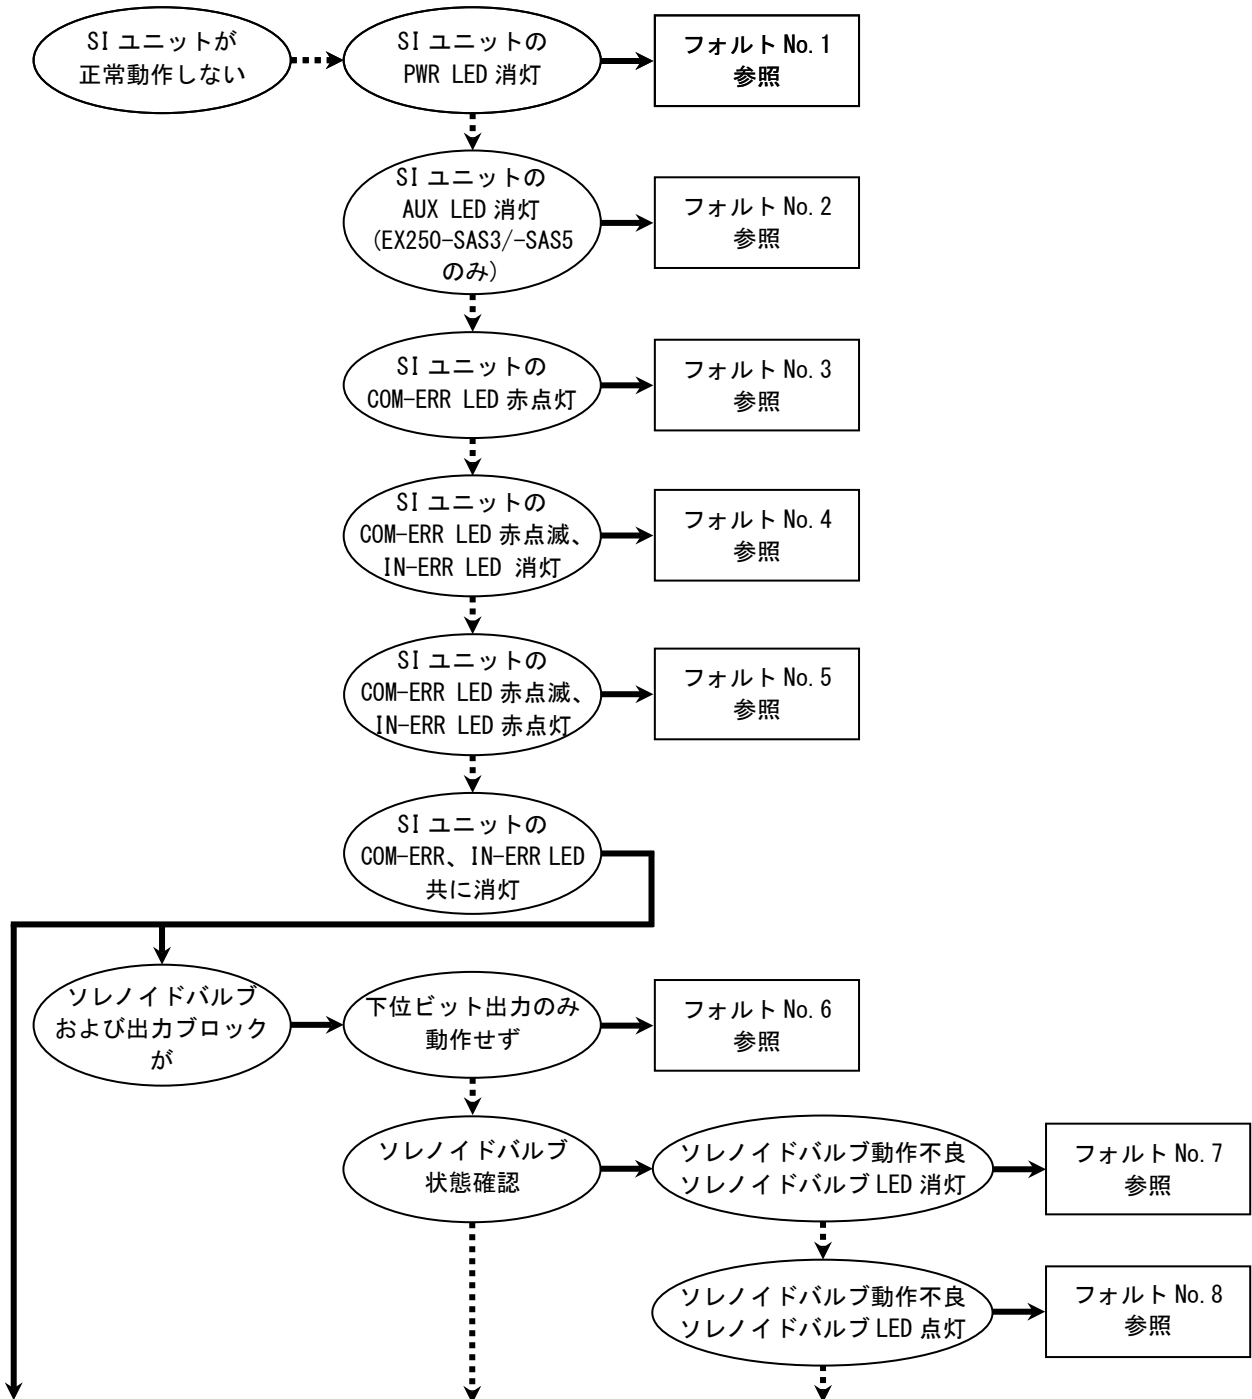 SI ユニットが
正常動作しない
SI ユニットの
PWR LED 消灯
フォルト No. 1
参照
SI ユニットの
AUX LED 消灯
(EX250-SAS3/-SAS5
のみ)
フォルト No. 2
参照
SI ユニットの
COM-ERR LED 赤点灯
フォルト No. 3
参照
SI ユニットの
COM-ERR LED 赤点滅、
IN-ERR LED 消灯
フォルト No. 4
参照
SI ユニットの
COM-ERR LED 赤点滅、
IN-ERR LED 赤点灯
フォルト No. 5
参照
SI ユニットの
COM-ERR、IN-ERR LED
共に消灯
ソレノイドバルブ
および出力ブロック
が
下位ビット出力のみ
動作せず
フォルト No. 6
参照
ソレノイドバルブ
状態確認
ソレノイドバルブ動作不良
ソレノイドバルブ LED 消灯
フォルト No. 7
参照
ソレノイドバルブ動作不良
ソレノイドバルブ LED 点灯
フォルト No. 8
参照